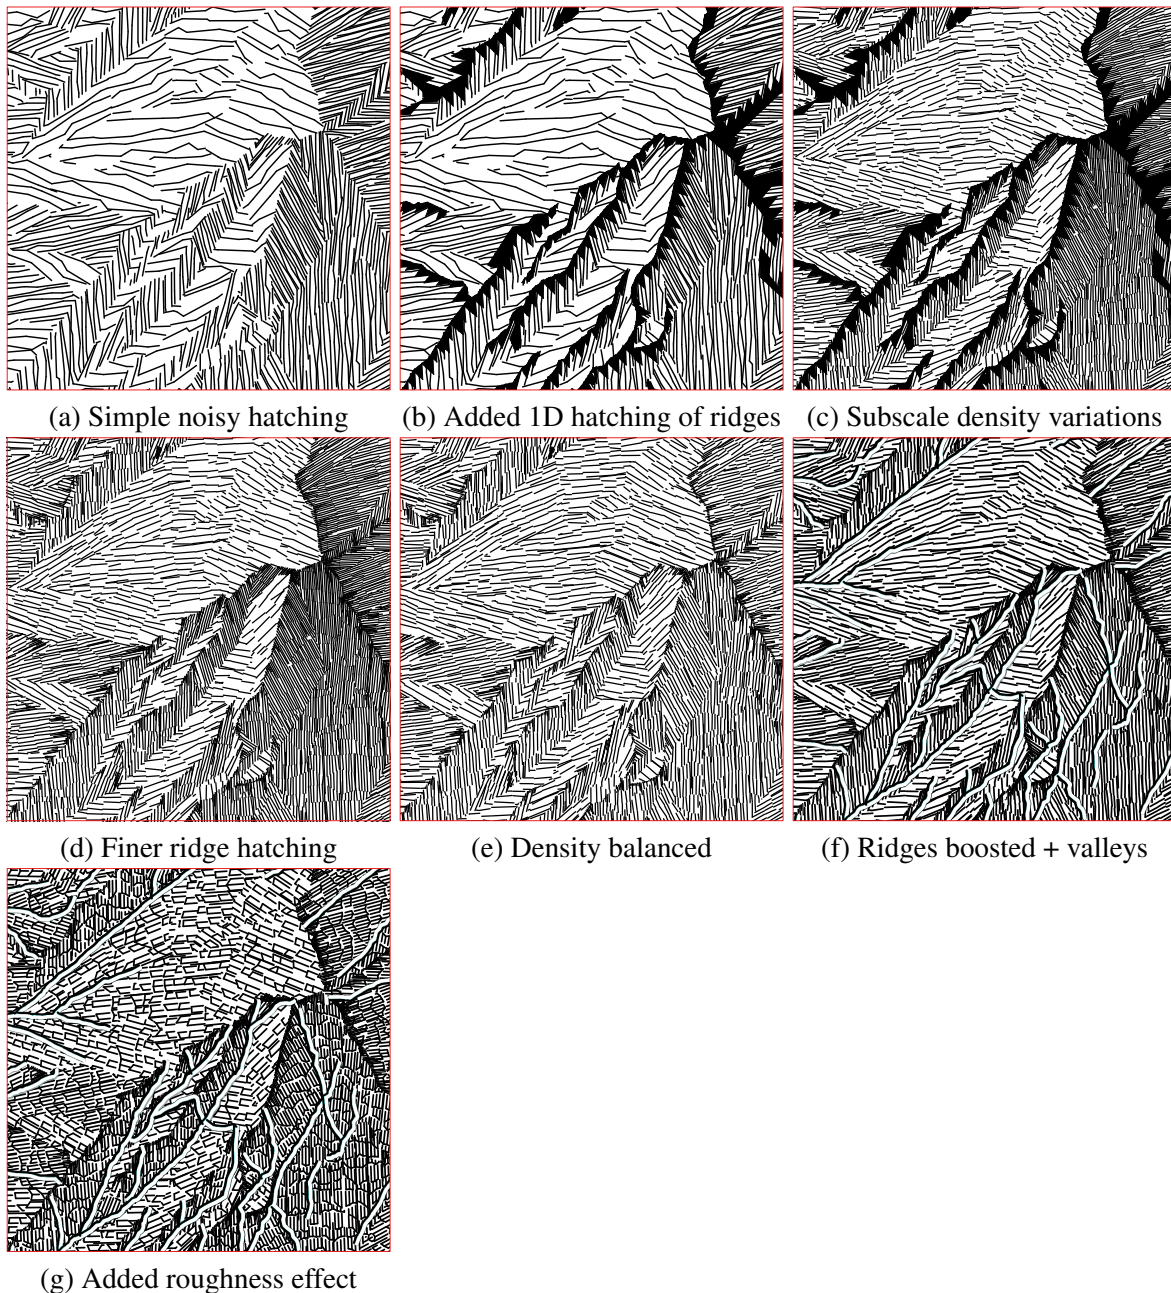 (a) Simple noisy hatching
(b) Added 1D hatching of ridges
(c) Subscale density variations
(d) Finer ridge hatching
(e) Density balanced
(f) Ridges boosted + valleys
(g) Added roughness effect